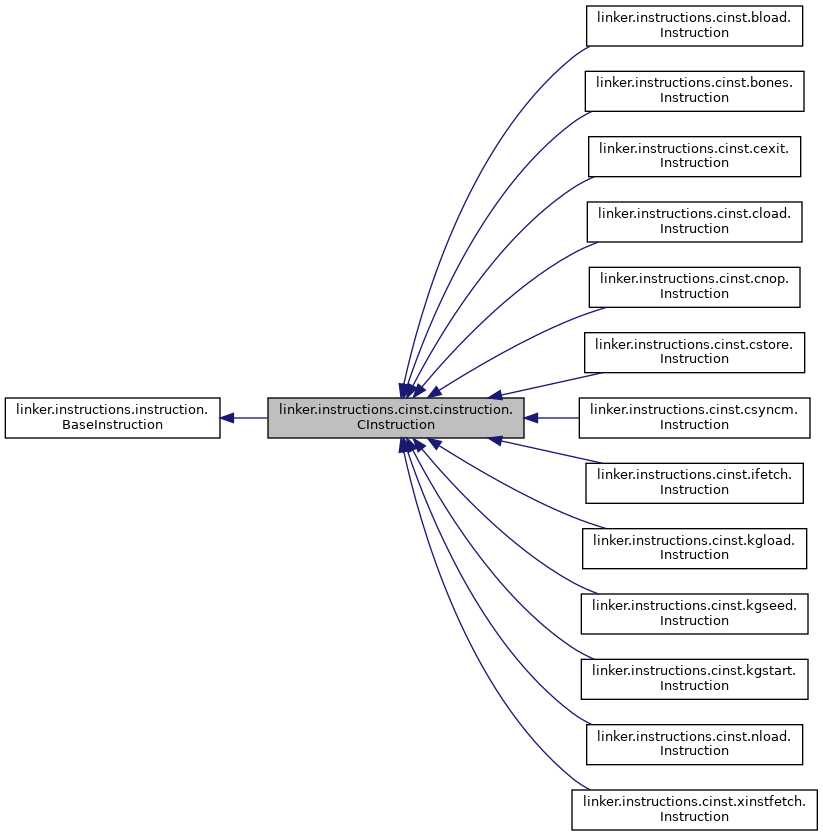 linker.instructions.cinst.bload.
Instruction
linker.instructions.cinst.bones.
Instruction
linker.instructions.cinst.cexit.
Instruction
linker.instructions.cinst.cload.
Instruction
linker.instructions.cinst.cnop.
Instruction
linker.instructions.cinst.cstore.
Instruction
linker.instructions.instruction.
BaseInstruction
linker.instructions.cinst.cinstruction.
CInstruction
linker.instructions.cinst.csyncm.
Instruction
linker.instructions.cinst.ifetch.
Instruction
linker.instructions.cinst.kgload.
Instruction
linker.instructions.cinst.kgseed.
Instruction
linker.instructions.cinst.kgstart.
Instruction
linker.instructions.cinst.nload.
Instruction
linker.instructions.cinst.xinstfetch.
Instruction